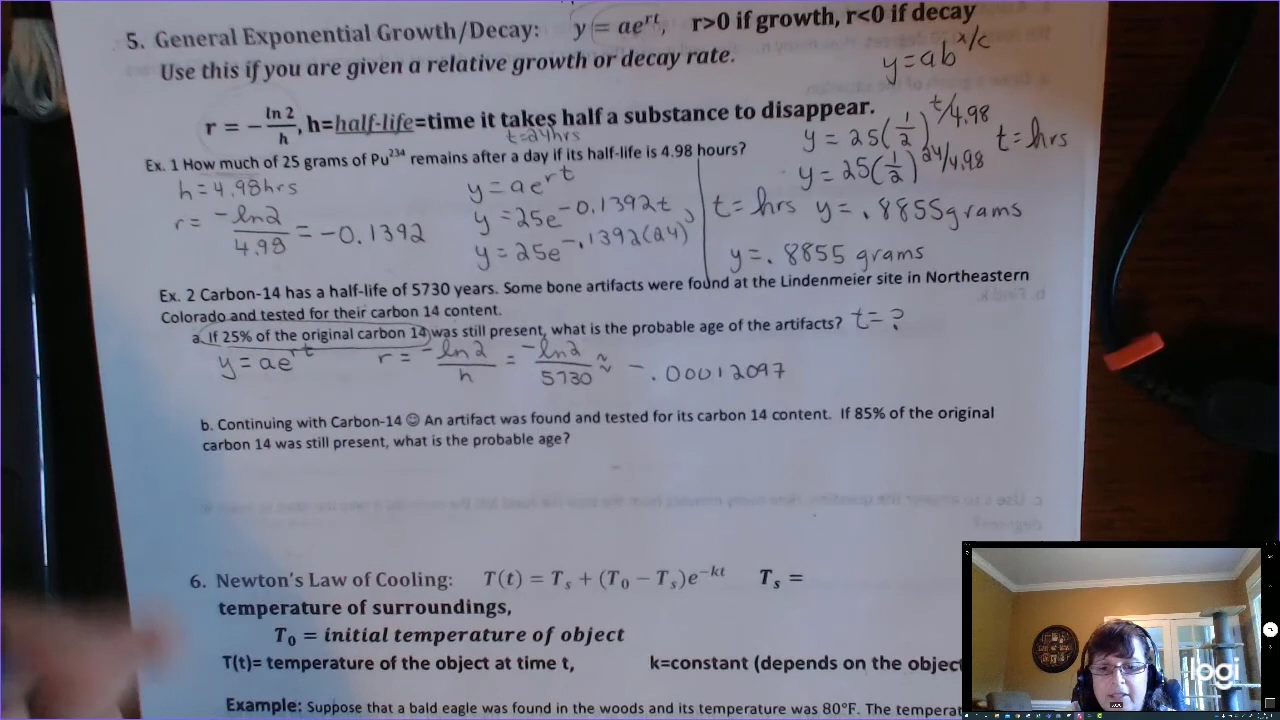 5. General Exponential Growth/Decay: y = ae^{rt}, r>0 if growth, r<0 if decay
Use this if you are given a relative growth or decay rate.
y=ab^{x/c}
r = -\frac{ln 2}{h}, h=half-life=time it takes half a substance to disappear.
t=24hrs
Ex. 1 How much of 25 grams of Pu^{234} remains after a day if its half-life is 4.98 hours?
y = 25(\frac{1}{2})^{t/4.98} t=hrs
y = 25(\frac{1}{2})^{24/4.98}
y=.8855grams
h=4.98hrs
r= \frac{-ln2}{4.98} = -0.1392
y=ae^{rt}
y=25e^{-0.1392t}, t=hrs
y=25e^{-.1392(24)}
y=.8855 grams
Ex. 2 Carbon-14 has a half-life of 5730 years. Some bone artifacts were found at the Lindenmeier site in Northeastern
Colorado and tested for their carbon 14 content.
a. If 25% of the original carbon 14 was still present, what is the probable age of the artifacts? t=?
y=ae^{rt} r= \frac{-ln2}{h} = \frac{-ln2}{5730} ≈ -.00012097
b. Continuing with Carbon-14 ☺ An artifact was found and tested for its carbon 14 content. If 85% of the original
carbon 14 was still present, what is the probable age?
6. Newton's Law of Cooling: T(t) = T_s + (T_0 − T_s)e^{−kt} T_s =
temperature of surroundings,
T_0 = initial temperature of object
T(t)= temperature of the object at time t, k=constant (depends on the object
Example: Suppose that a bald eagle was found in the woods and its temperature was 80°F. The temperat
logi